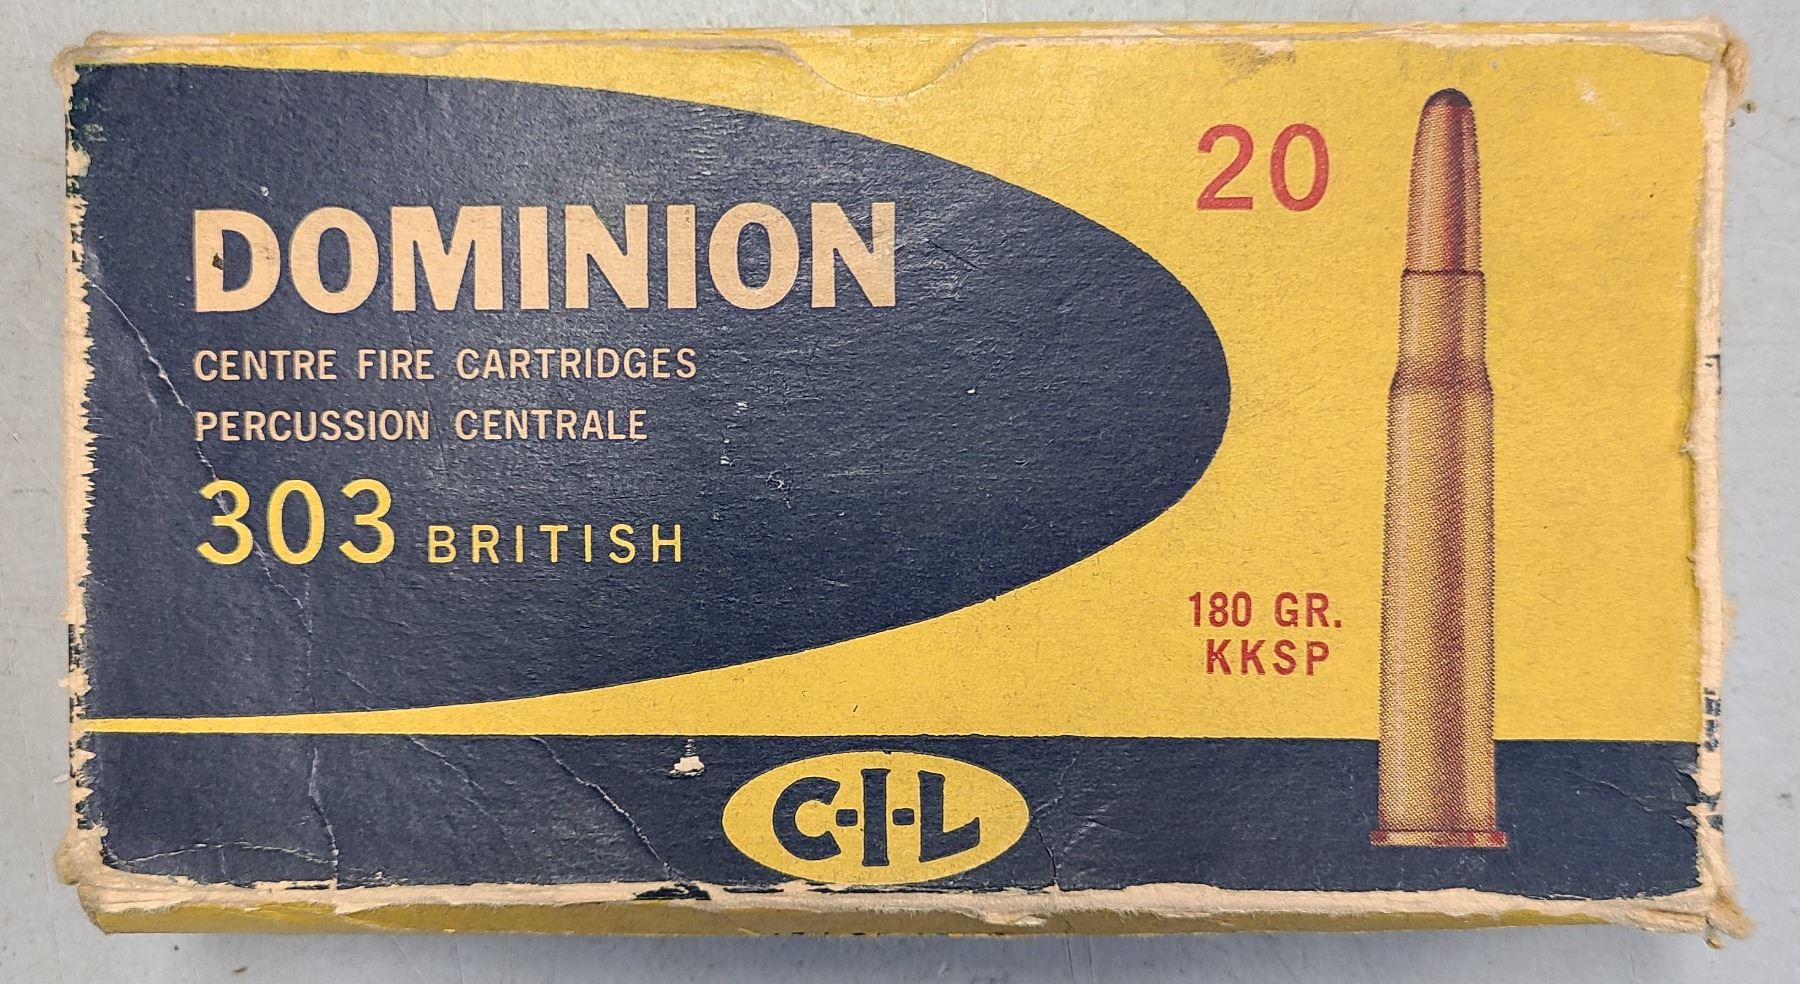 DOMINION
CENTRE FIRE CARTRIDGES
PERCUSSION CENTRALE
303 BRITISH
20
180 GR.
KKSP
C-I-L